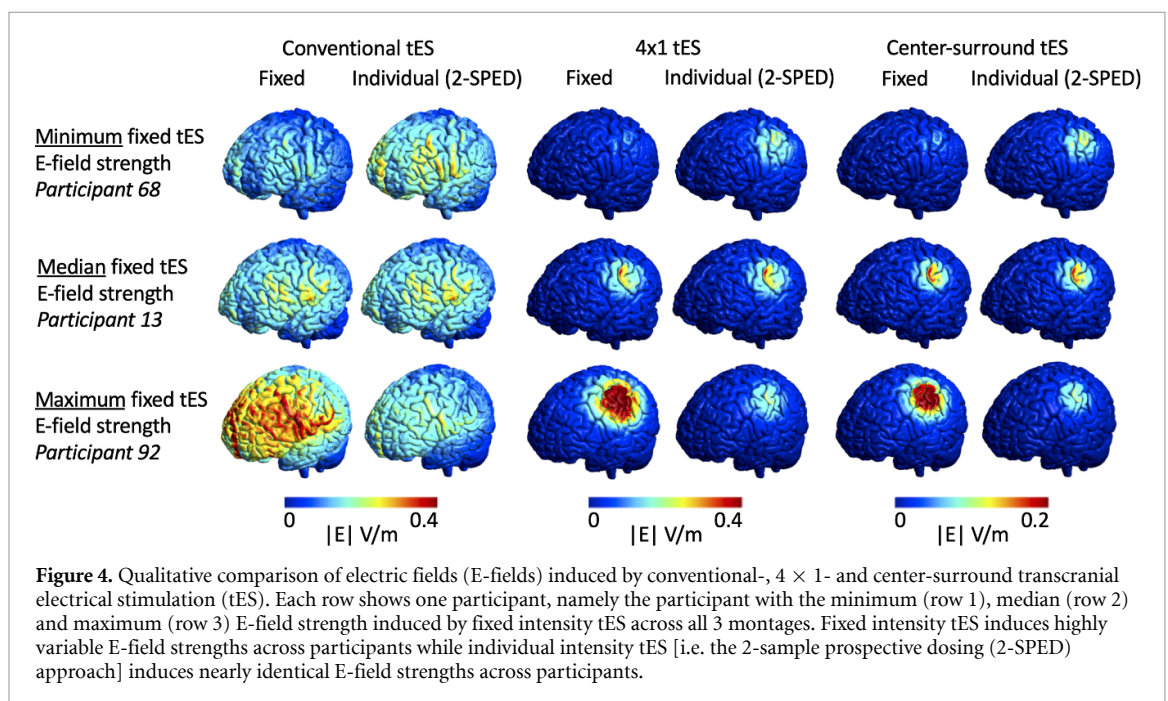 Conventional tES
4x1 tES
Center-surround tES
Fixed
Individual (2-SPED)
Fixed
Individual (2-SPED)
Fixed
Individual (2-SPED)
Minimum fixed tES
E-field strength
Participant 68
Median fixed tES
E-field strength
Participant 13
Maximum fixed tES
E-field strength
Participant 92
0
0.4
|E| V/m
0
0.4
|E| V/m
0
0.2
|E| V/m
Figure 4. Qualitative comparison of electric fields (E-fields) induced by conventional-, 4 × 1- and center-surround transcranial
electrical stimulation (tES). Each row shows one participant, namely the participant with the minimum (row 1), median (row 2)
and maximum (row 3) E-field strength induced by fixed intensity tES across all 3 montages. Fixed intensity tES induces highly
variable E-field strengths across participants while individual intensity tES [i.e. the 2-sample prospective dosing (2-SPED)
approach] induces nearly identical E-field strengths across participants.